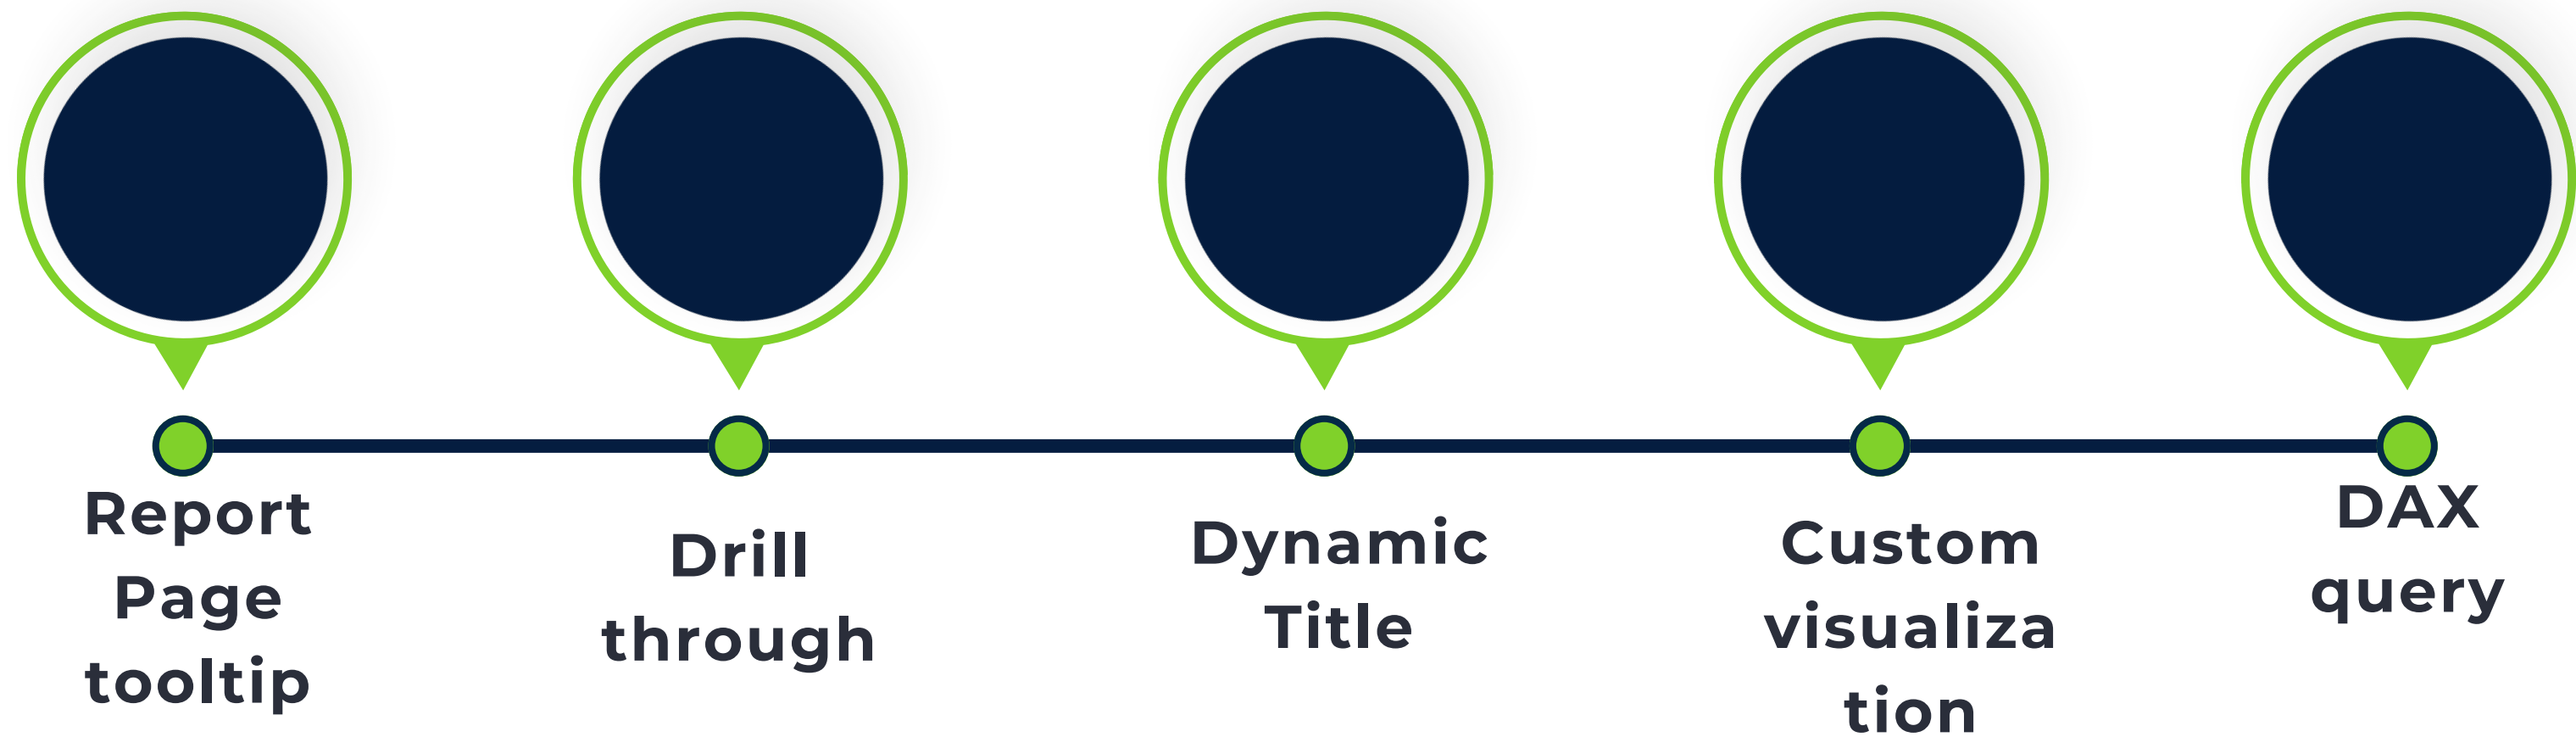 Report
Page
tooltip
Drill
through
Dynamic
Title
Custom
visualiza
tion
DAX
query